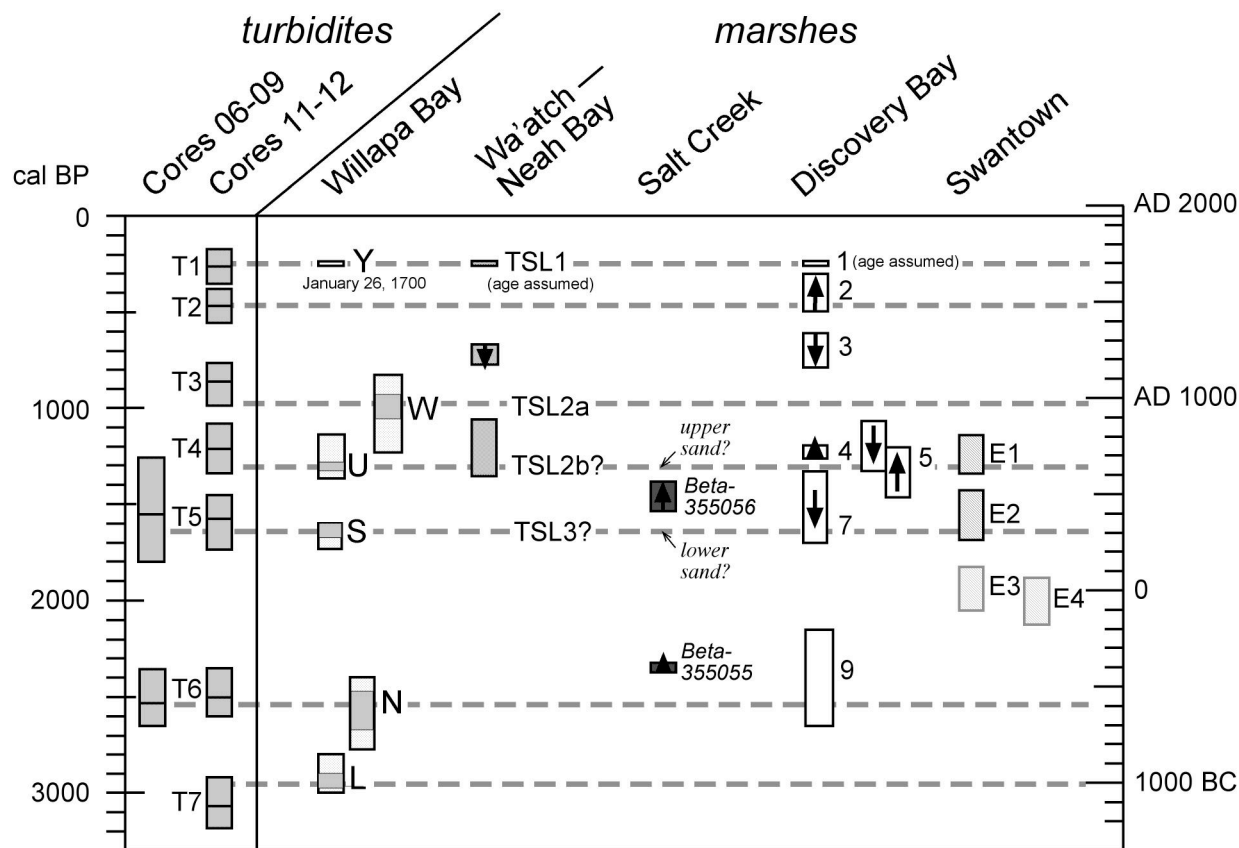 turbidites
marshes
Cores 06-09
Cores 11-12
Willapa Bay
Wa'atch —
Neah Bay
Salt Creek
Discovery Bay
Swantown
cal BP
0
AD 2000
T1
Y
January 26, 1700
TSL1
(age assumed)
1 (age assumed)
2
T2
3
T3
W
1000
TSL2a
AD 1000
T4
U
TSL2b?
upper
sand?
4
5
E1
Beta-
355056
T5
S
TSL3?
lower
sand?
7
E2
E3
E4
0
2000
Beta-
355055
9
T6
N
L
T7
3000
1000 BC